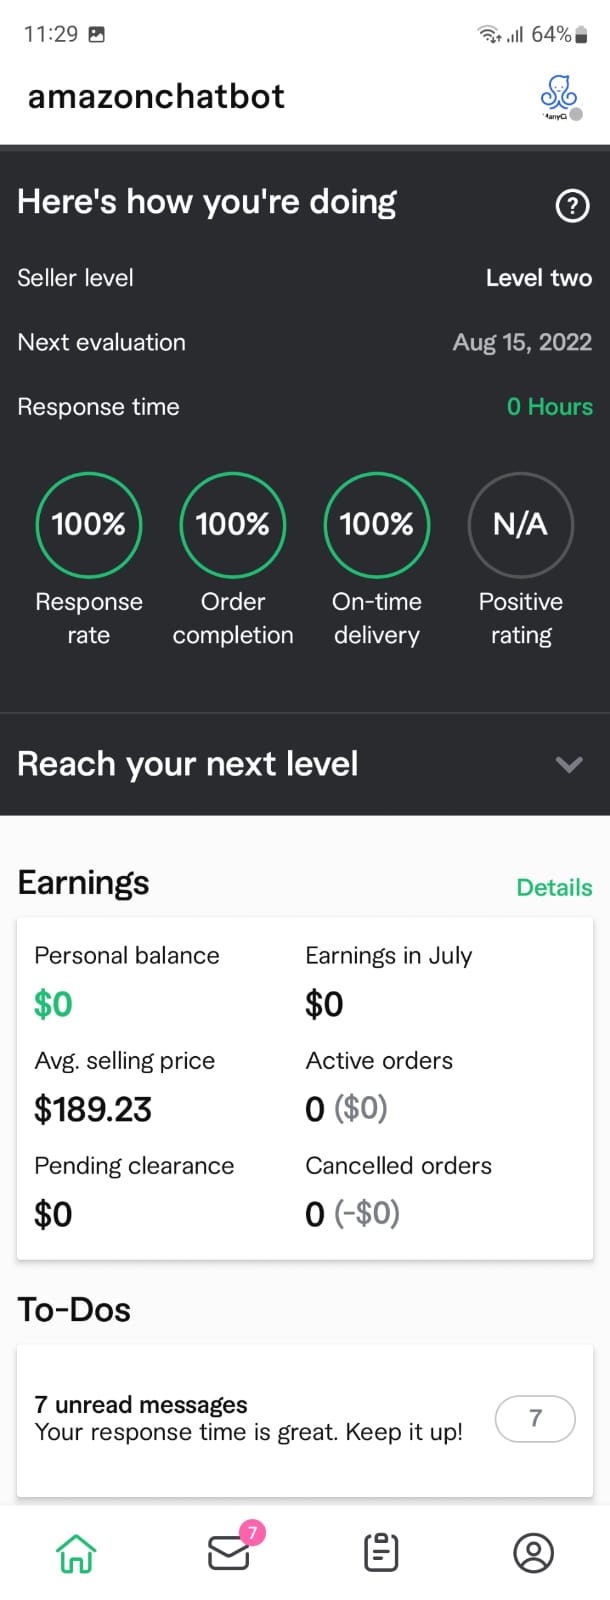 11:29
64%
amazonchatbot
Here's how you're doing
?
Seller level Level two
Next evaluation Aug 15, 2022
Response time 0 Hours
100% 100% 100% N/A
Response Order On-time Positive
rate completion delivery rating
Reach your next level
Earnings Details
Personal balance Earnings in July
$0 $0
Avg. selling price Active orders
$189.23 0 ($0)
Pending clearance Cancelled orders
$0 0 (-$0)
To-Dos
7 unread messages
Your response time is great. Keep it up! 7
7